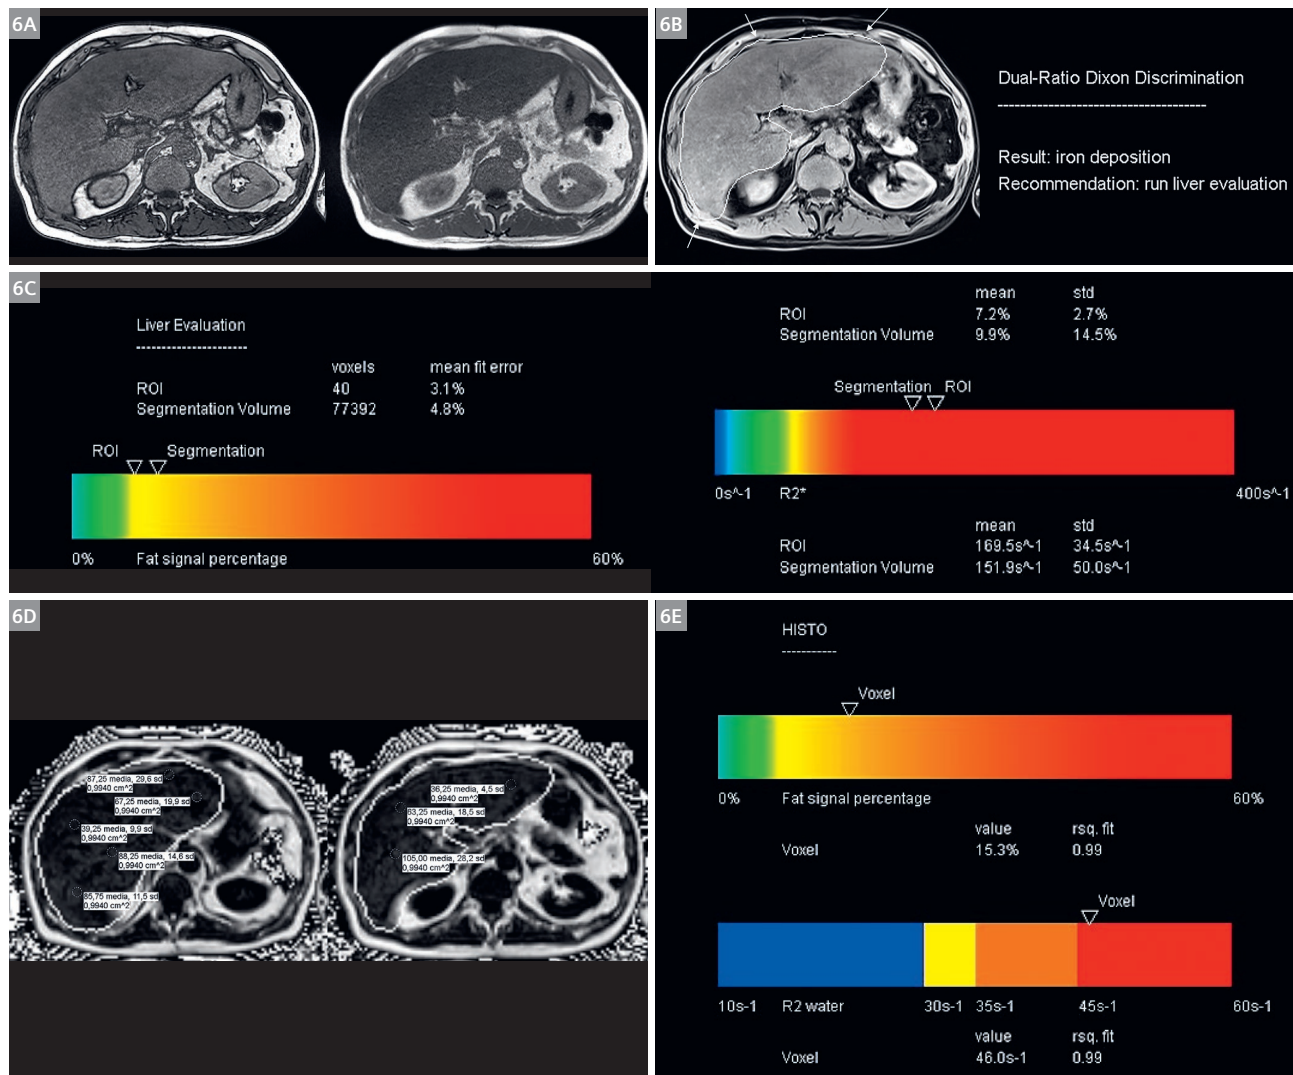 6A
6B
Dual-Ratio Dixon Discrimination
Result: iron deposition
Recommendation: run liver evaluation
6C
Liver Evaluation
voxels mean fit error
ROI 40 3.1%
Segmentation Volume 77392 4.8%
ROI Segmentation
0% Fat signal percentage 60%
mean std
ROI 7.2% 2.7%
Segmentation Volume 9.9% 14.5%
Segmentation ROI
0s^-1 R2* 400s^-1
mean std
ROI 169.5s^-1 34.5s^-1
Segmentation Volume 151.9s^-1 50.0s^-1
6D
87,25 media, 29,6 sd
0,9940 cm^2
67,25 media, 19,9 sd
0,9940 cm^2
39,25 media, 9,9 sd
0,9940 cm^2
88,25 media, 14,6 sd
0,9940 cm^2
85,75 media, 11,5 sd
0,9940 cm^2
36,25 media, 4,5 sd
0,9940 cm^2
63,25 media, 18,5 sd
0,9940 cm^2
105,00 media, 28,2 sd
0,9940 cm^2
6E
HISTO
Voxel
0% Fat signal percentage 60%
value rsq. fit
Voxel 15.3% 0.99
Voxel
10s-1 R2 water 30s-1 35s-1 45s-1 60s-1
value rsq. fit
Voxel 46.0s-1 0.99